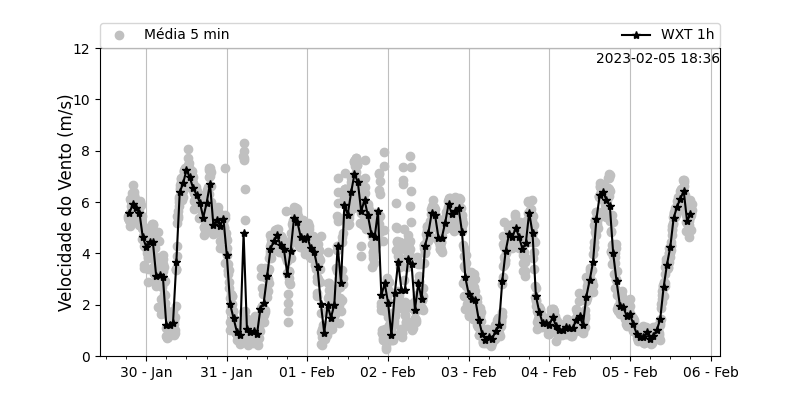 Média 5 min
WXT 1h
2023-02-05 18:36
Velocidade do Vento (m/s)
12
10
8
6
4
2
0
30 - Jan 31 - Jan 01 - Feb 02 - Feb 03 - Feb 04 - Feb 05 - Feb 06 - Feb